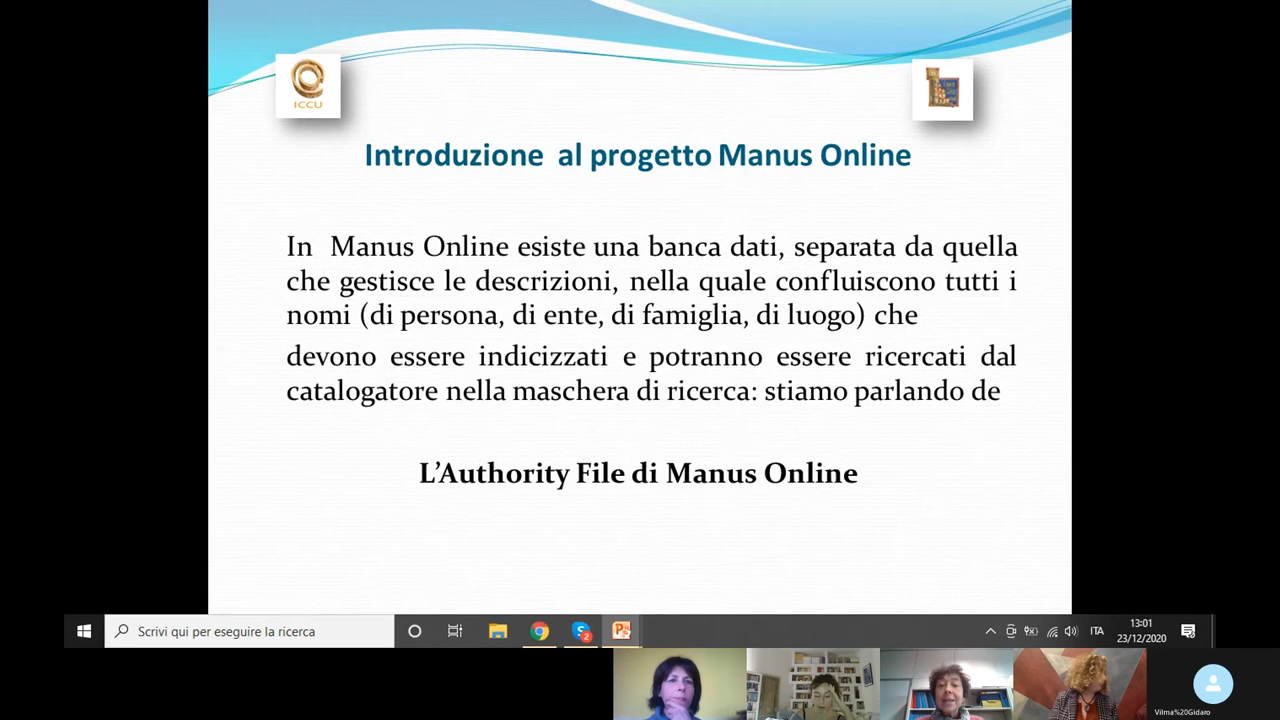 ICCU
Introduzione al progetto Manus Online
In Manus Online esiste una banca dati, separata da quella
che gestisce le descrizioni, nella quale confluiscono tutti i
nomi (di persona, di ente, di famiglia, di luogo) che
devono essere indicizzati e potranno essere ricercati dal
catalogatore nella maschera di ricerca: stiamo parlando de
L’Authority File di Manus Online
Scrivi qui per eseguire la ricerca
2
ITA
13:01
23/12/2020
Vilma%20Gidaro